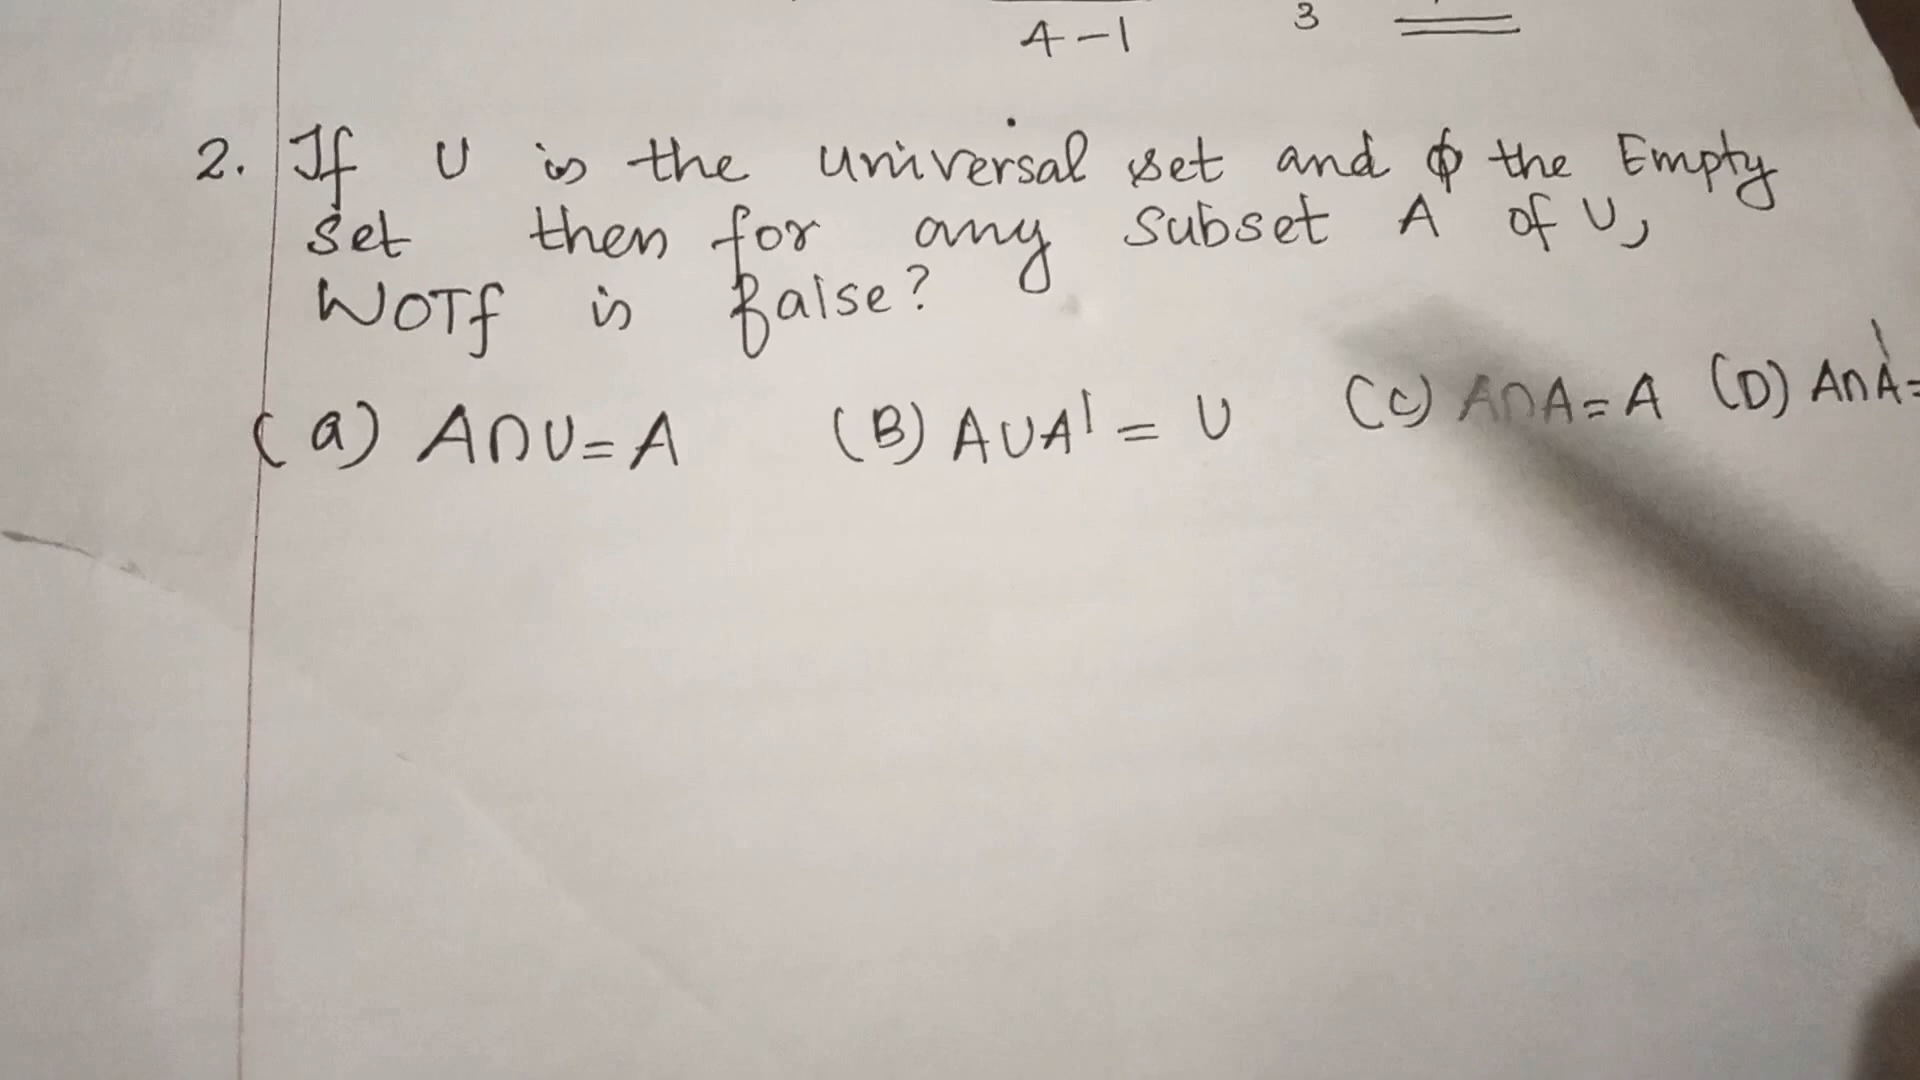 4-1 3
2. If U is the universal set and ф the Empty
set then for any subset A of U,
WOTf is false?
(a) A∩U=A (B) A∪A' = U (C) A∩A=A (D) A∩A'=